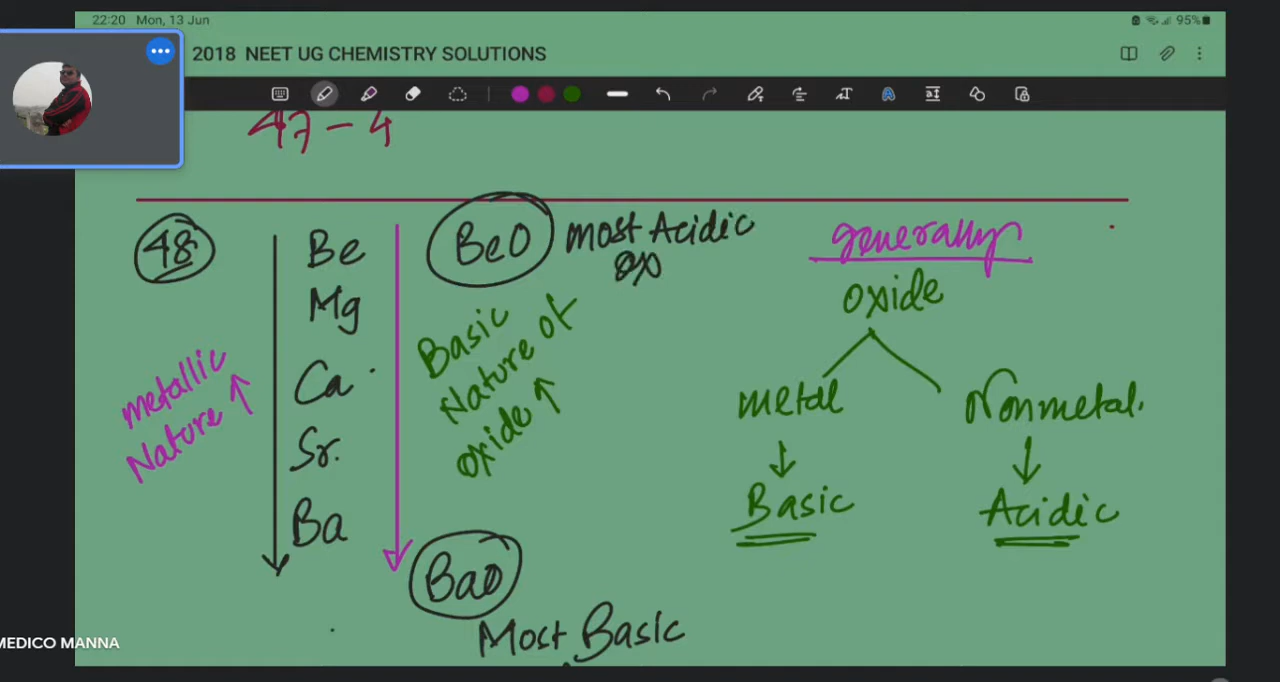 22:20 Mon, 13 Jun
95%
2018 NEET UG CHEMISTRY SOLUTIONS
47 - 4
48
Be
Mg
Ca
Sr.
Ba
metallic
Nature ↑
BeO most Acidic
ox
Basic
Nature of
oxide ↑
BaO
Most Basic
generally
oxide
metal
Nonmetal.
Basic
Acidic
MEDICO MANNA